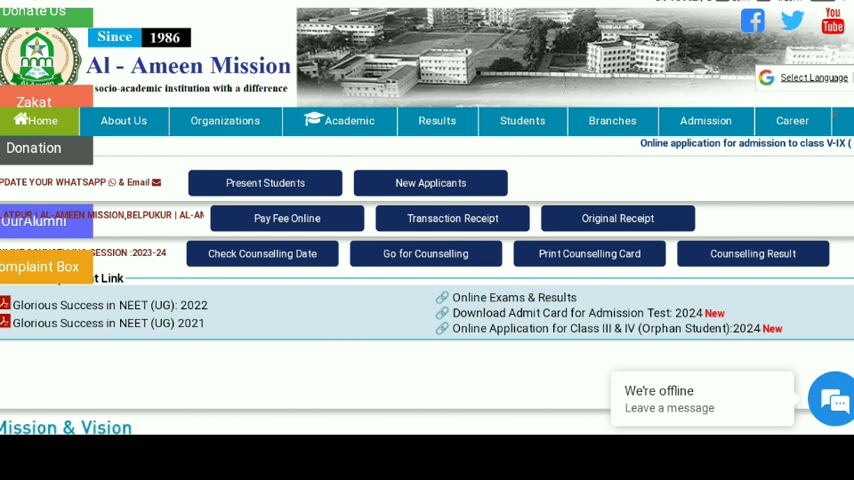 Donate Us
Since 1986
Al - Ameen Mission
socio-academic institution with a difference
You
Tube
G Select Language
Zakat
Home
About Us
Organizations
Academic
Results
Students
Branches
Admission
Career
Online application for admission to class V-IX (
Donation
PDATE YOUR WHATSAPP & Email
Present Students
New Applicants
LATPUR | AL-AMEEN MISSION,BELPUKUR | AL-AM
OurAlumni
Pay Fee Online
Transaction Receipt
Original Receipt
SESSION :2023-24
Check Counselling Date
Go for Counselling
Print Counselling Card
Counselling Result
omplaint Box
t Link
Glorious Success in NEET (UG): 2022
Glorious Success in NEET (UG) 2021
Online Exams & Results
Download Admit Card for Admission Test: 2024 New
Online Application for Class III & IV (Orphan Student):2024 New
We're offline
Leave a message
Mission & Vision